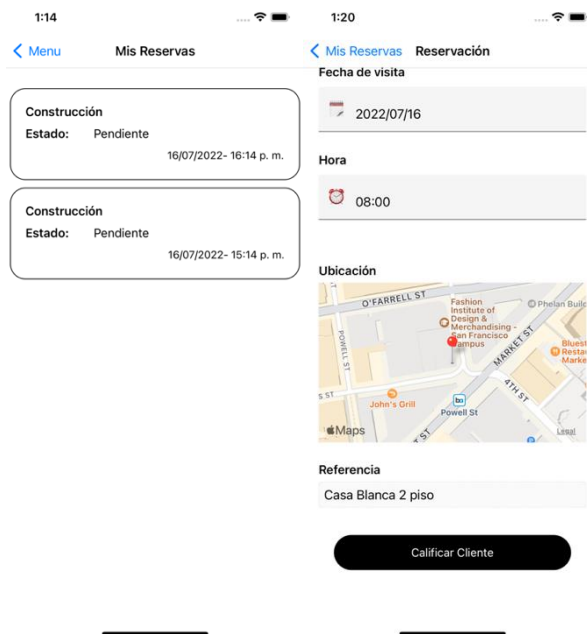 1:14
Menu
Mis Reservas
Construcción
Estado: Pendiente
16/07/2022- 16:14 p. m.
Construcción
Estado: Pendiente
16/07/2022- 15:14 p. m.
1:20
Mis Reservas
Reservación
Fecha de visita
2022/07/16
Hora
08:00
Ubicación
O'FARRELL ST
Fashion
Institute of
Design &
Merchandising -
San Francisco
Campus
Phelan Build
POWELL ST
MARKET ST
Bluest
Restau
Marke
S ST
John's Grill
Powell St
4TH ST
ST
Maps
Legal
Referencia
Casa Blanca 2 piso
Calificar Cliente